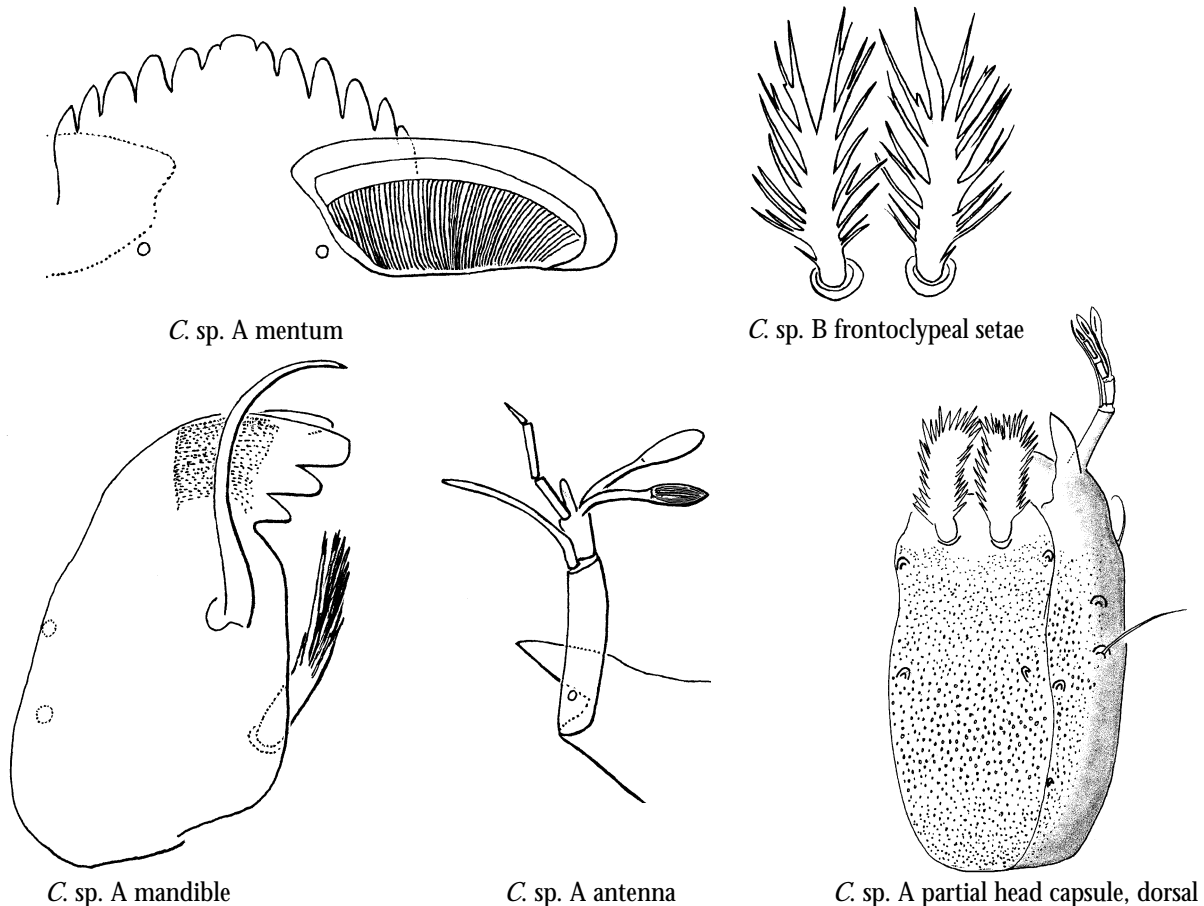 C. sp. A mentum
C. sp. B frontoclypeal setae
C. sp. A mandible
C. sp. A antenna
C. sp. A partial head capsule, dorsal